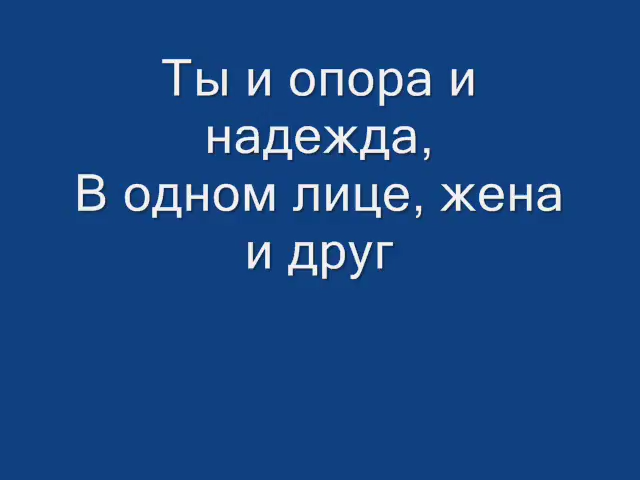 Ты и опора и
надежда,
В одном лице, жена
и друг